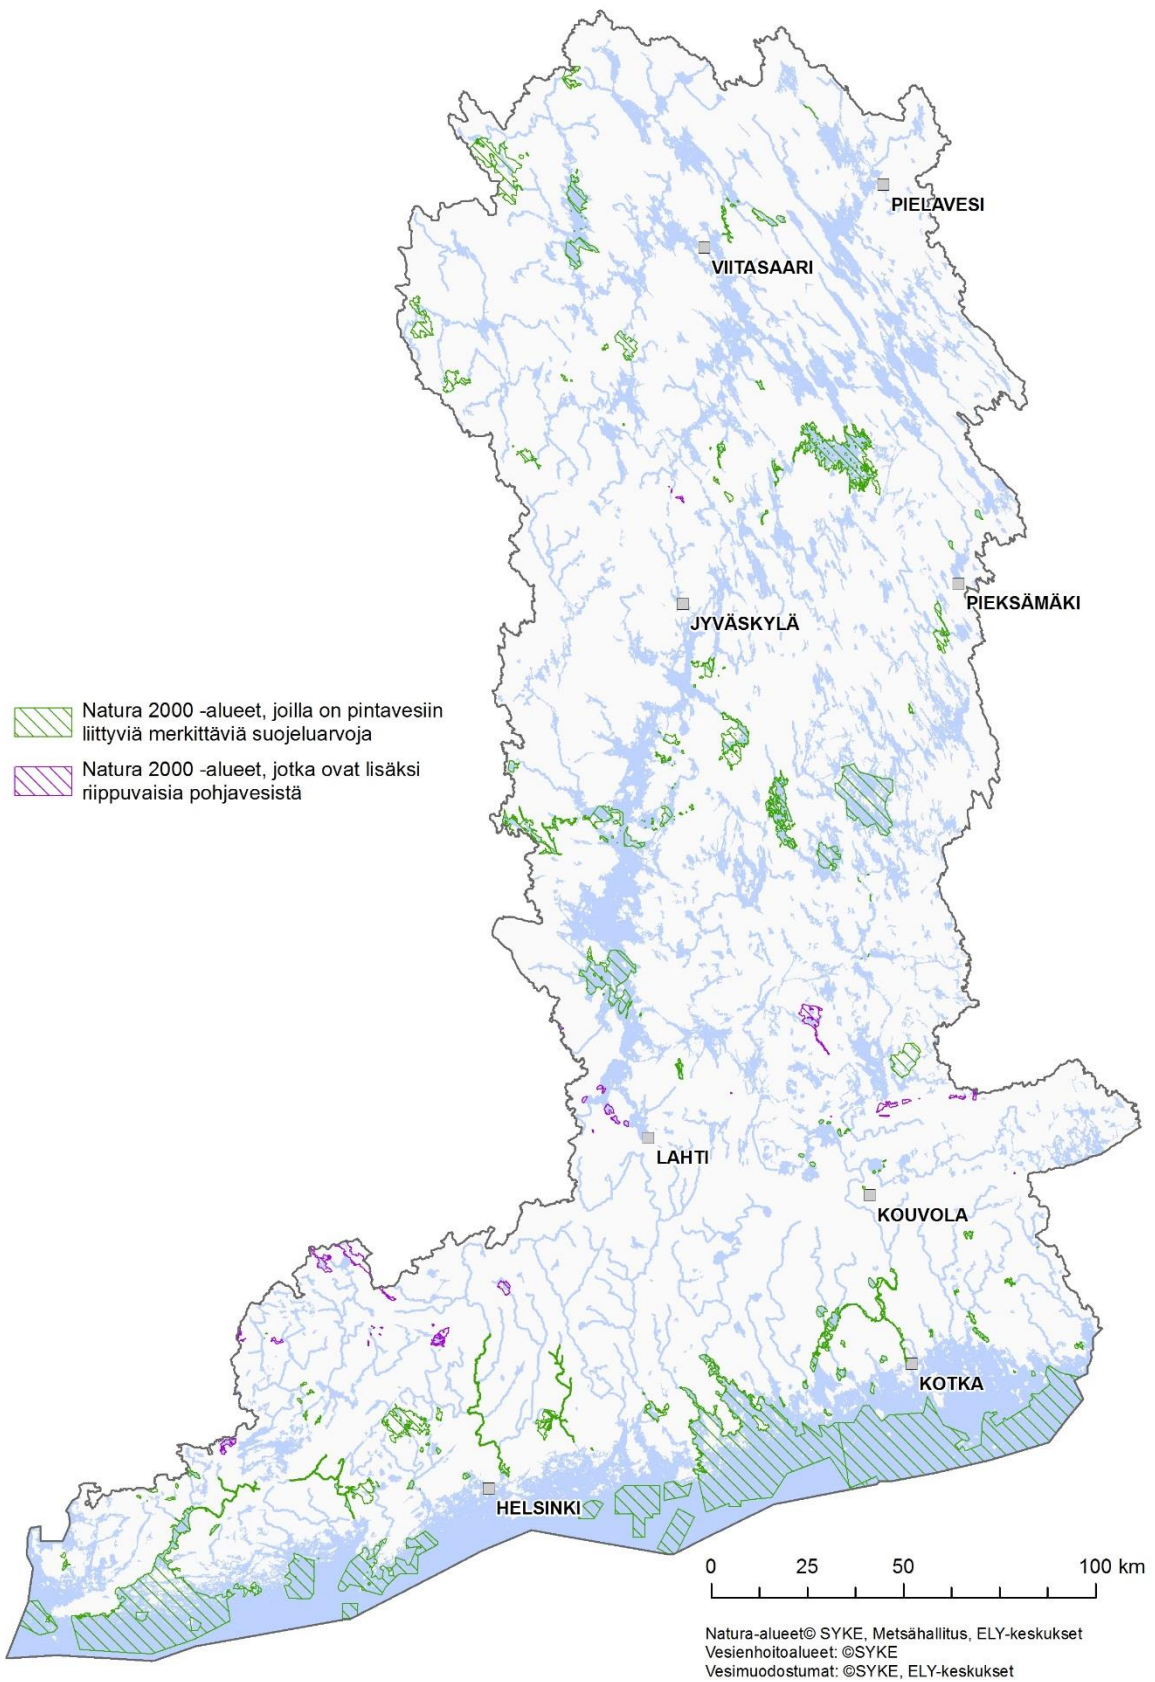 PIELAVESI
VIITASAARI
PIEKSÄMÄKI
JYVÄSKYLÄ
Natura 2000 -alueet, joilla on pintavesiin
liittyviä merkittäviä suojeluarvoja
Natura 2000 -alueet, jotka ovat lisäksi
riippuvaisia pohjavesistä
LAHTI
KOUVOLA
KOTKA
HELSINKI
0 25 50 100 km
Natura-alueet© SYKE, Metsähallitus, ELY-keskukset
Vesienhoitoalueet: ©SYKE
Vesimuodostumat: ©SYKE, ELY-keskukset